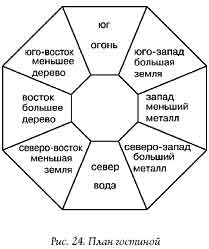 юг
огонь
юго-восток
меньшее
дерево
юго-запад
большая
земля
восток
большее
дерево
запад
меньший
металл
северо-восток
меньшая
земля
северо-запад
больший
металл
север
вода
Рис. 24. План гостиной